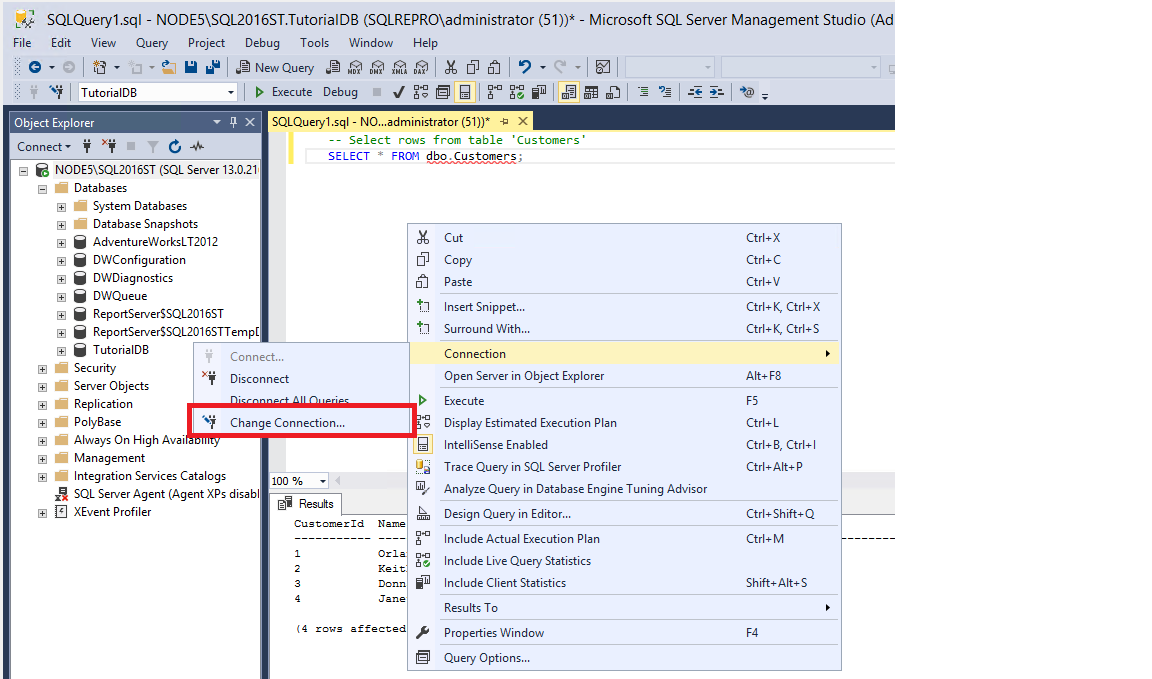 SQLQuery1.sql - NODE5\SQL2016ST.TutorialDB (SQLREPRO\administrator (51))* - Microsoft SQL Server Management Studio (Ad
File Edit View Query Project Debug Tools Window Help
New Query MDX DMX XMLA DAX
TutorialDB Execute Debug
Object Explorer
Connect
NODE5\SQL2016ST (SQL Server 13.0.21
Databases
System Databases
Database Snapshots
AdventureWorksLT2012
DWConfiguration
DWDiagnostics
DWQueue
ReportServer$SQL2016ST
ReportServer$SQL2016STTempD
TutorialDB
Security
Server Objects
Replication
PolyBase
Always On High Availability
Management
Integration Services Catalogs
SQL Server Agent (Agent XPs disabl
XEvent Profiler
SQLQuery1.sql - NO...administrator (51))*
-- Select rows from table 'Customers'
SELECT * FROM dbo.Customers;
Cut Ctrl+X
Copy Ctrl+C
Paste Ctrl+V
Insert Snippet... Ctrl+K, Ctrl+X
Surround With... Ctrl+K, Ctrl+S
Connection
Open Server in Object Explorer Alt+F8
Execute F5
Display Estimated Execution Plan Ctrl+L
IntelliSense Enabled Ctrl+B, Ctrl+I
Trace Query in SQL Server Profiler Ctrl+Alt+P
Analyze Query in Database Engine Tuning Advisor
Design Query in Editor... Ctrl+Shift+Q
Include Actual Execution Plan Ctrl+M
Include Live Query Statistics
Include Client Statistics Shift+Alt+S
Results To
Properties Window F4
Query Options...
Connect...
Disconnect
Disconnect All Queries
Change Connection...
100 %
Results
CustomerId Name
----------- ----
1 Orla
2 Keit
3 Donn
4 Jane
(4 rows affected